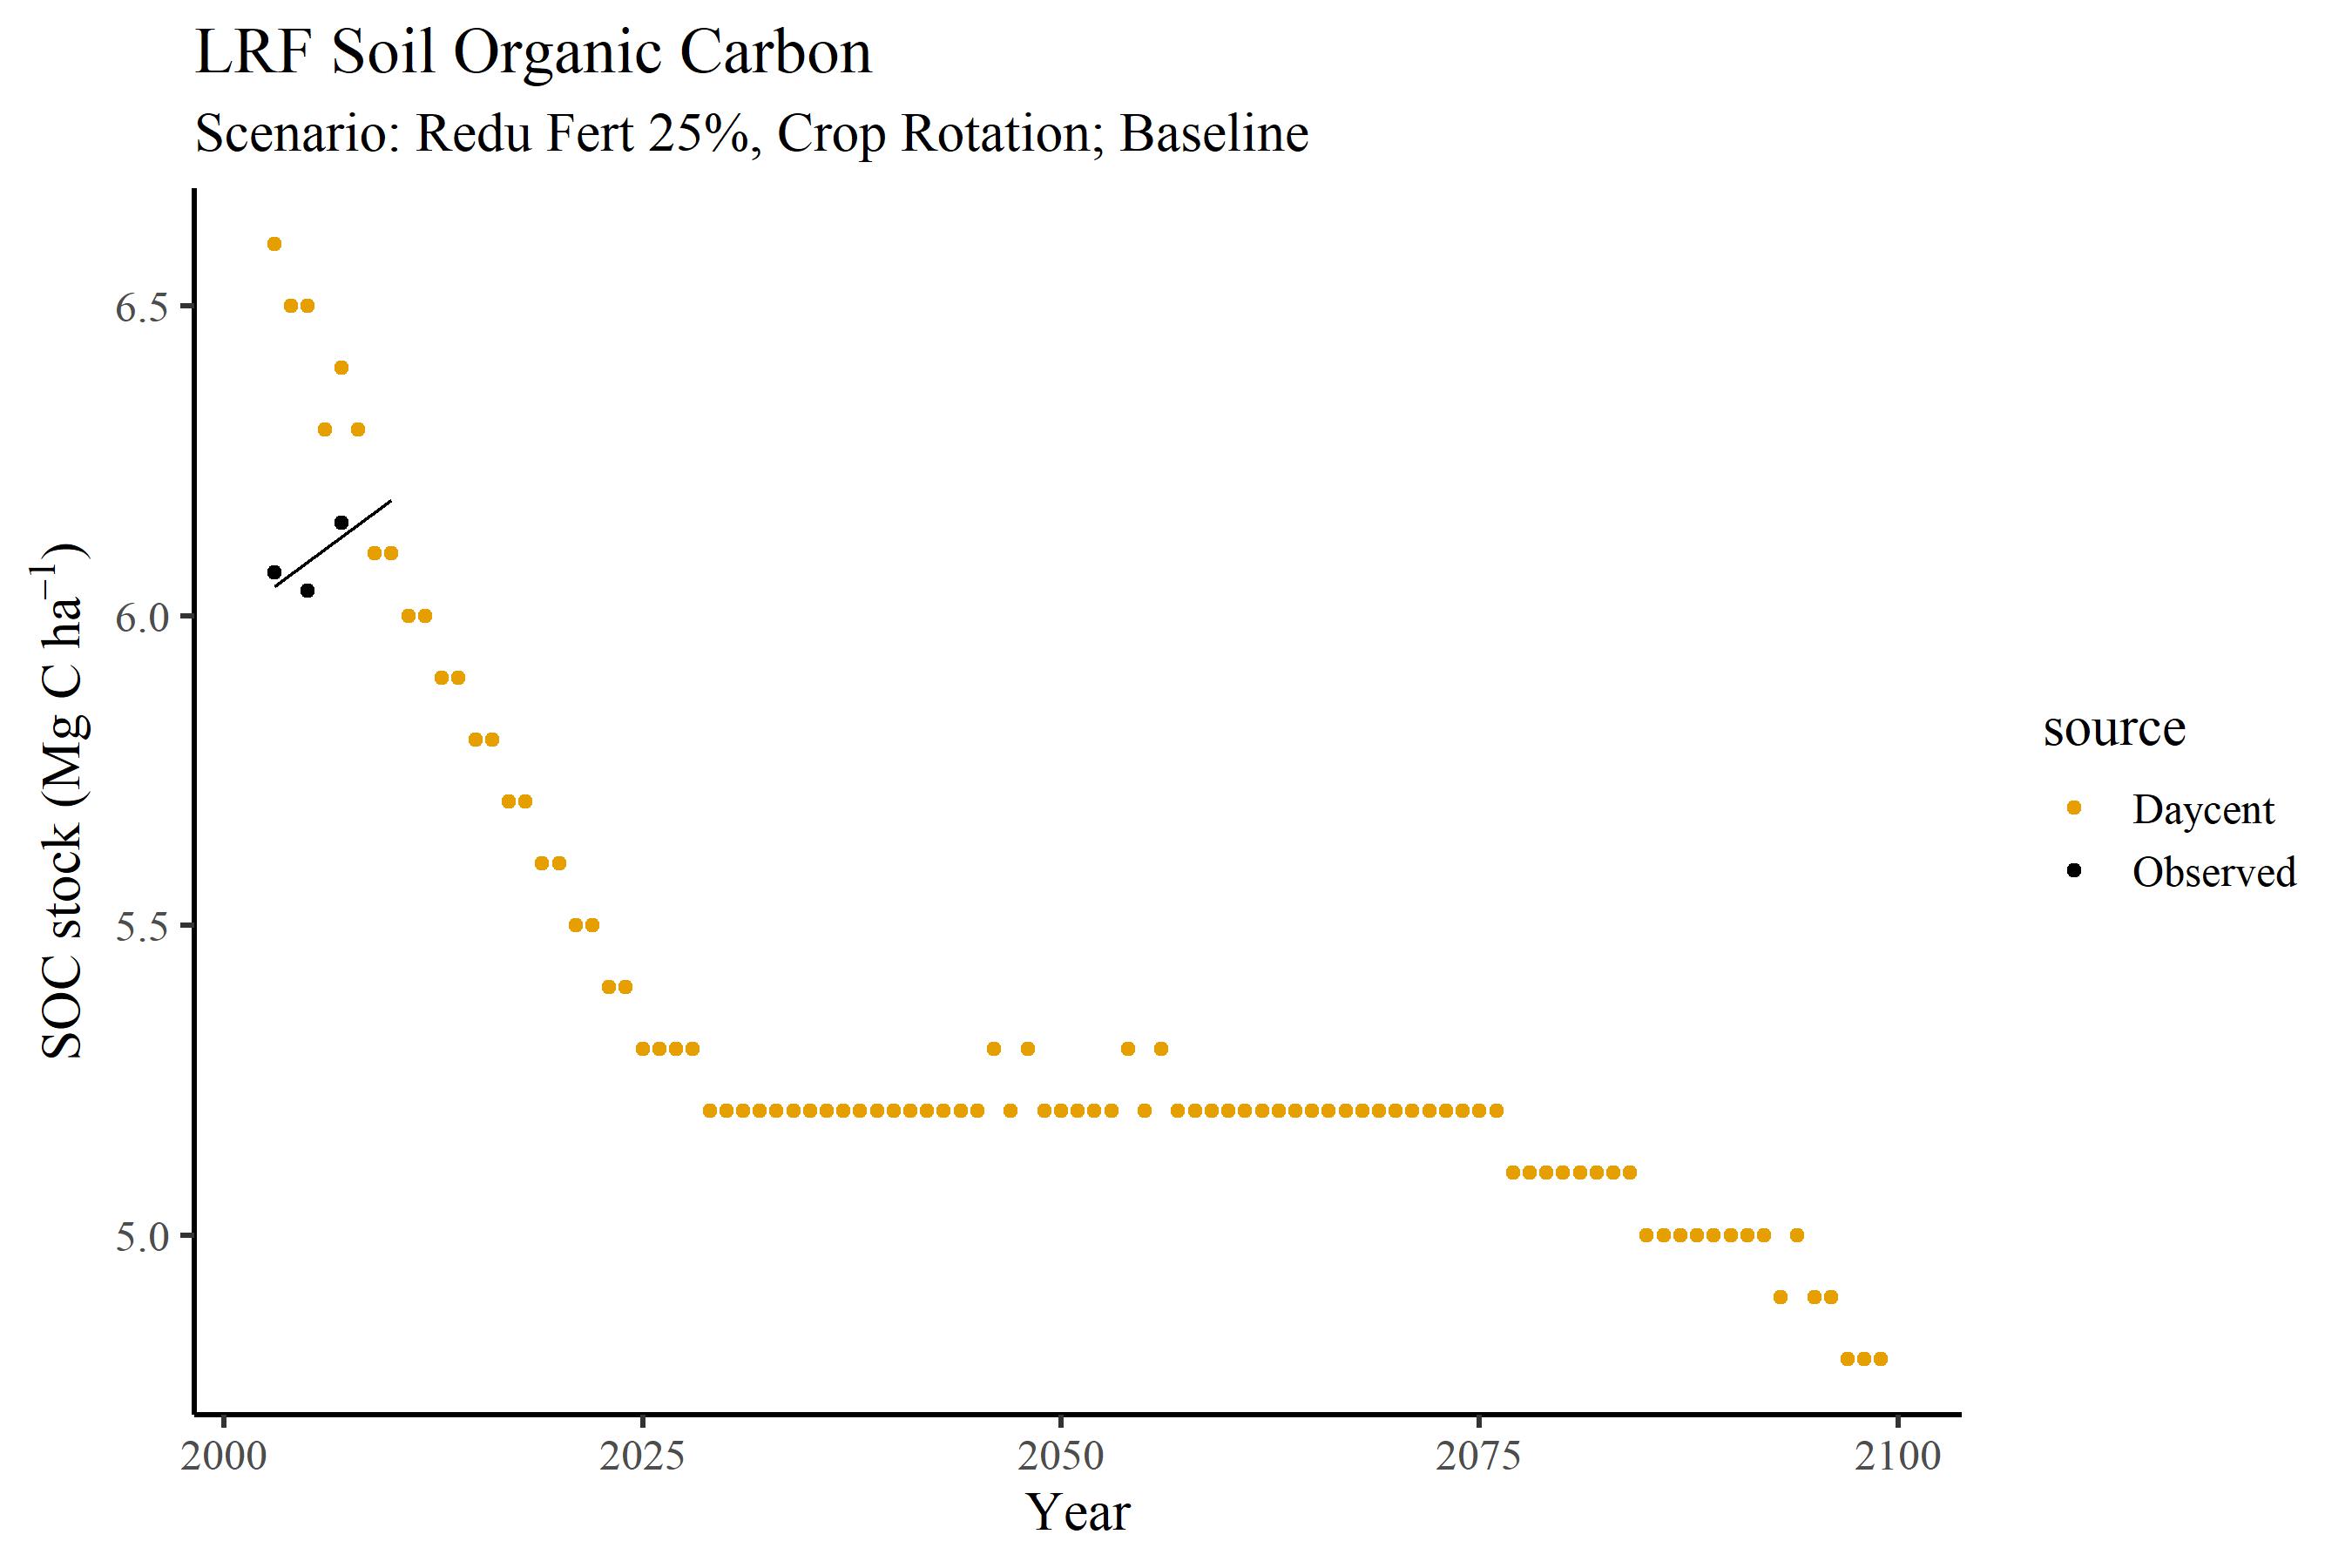 LRF Soil Organic Carbon
Scenario: Redu Fert 25%, Crop Rotation; Baseline
SOC stock (Mg C ha⁻¹)
6.5
6.0
5.5
5.0
2000 2025 2050 2075 2100
Year
source
Daycent
Observed